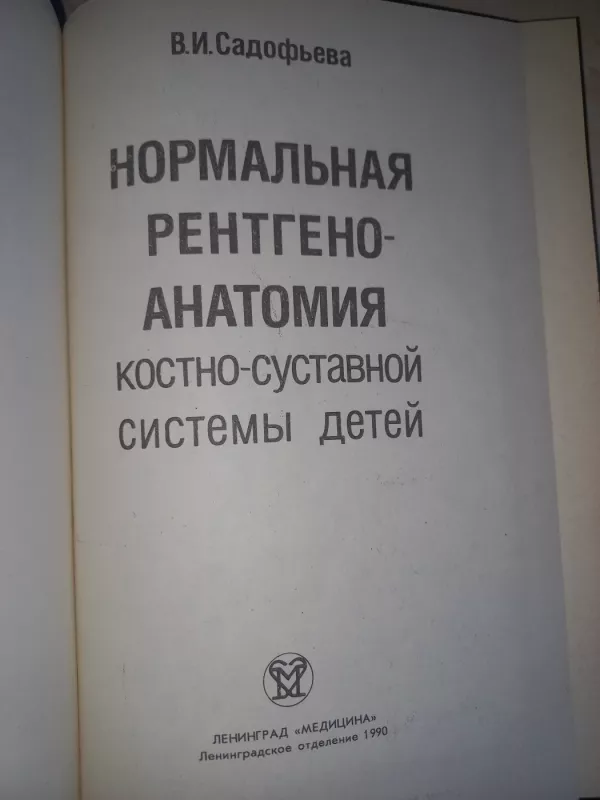 В.И.Садофьева
НОРМАЛЬНАЯ
РЕНТГЕНО-
АНАТОМИЯ
костно-суставной
системы детей
ЛЕНИНГРАД «МЕДИЦИНА»
Ленинградское отделение 1990